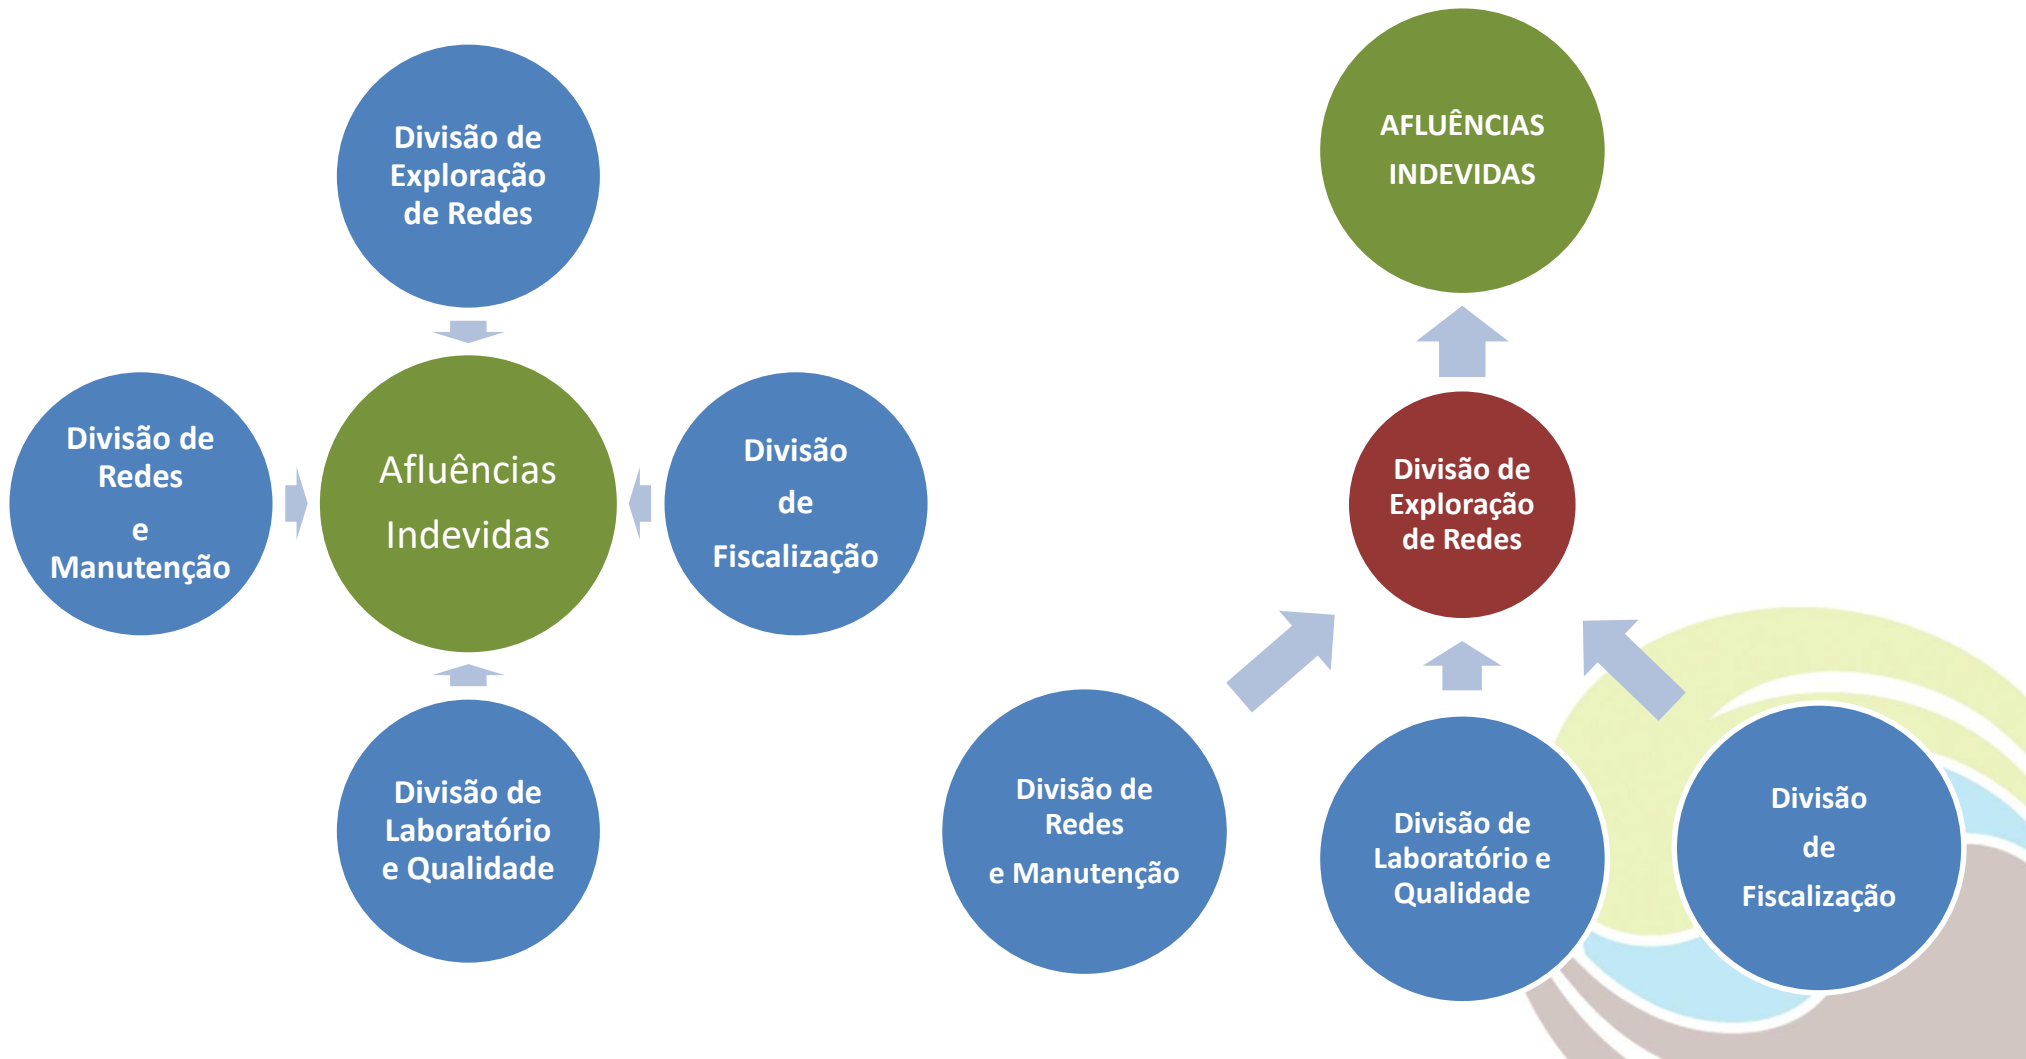 Divisão de
Exploração
de Redes
Divisão de
Redes
e
Manutenção
Afluências
Indevidas
Divisão
de
Fiscalização
Divisão de
Laboratório
e Qualidade
AFLUÊNCIAS
INDEVIDAS
Divisão de
Exploração
de Redes
Divisão de
Redes
e Manutenção
Divisão de
Laboratório e
Qualidade
Divisão
de
Fiscalização